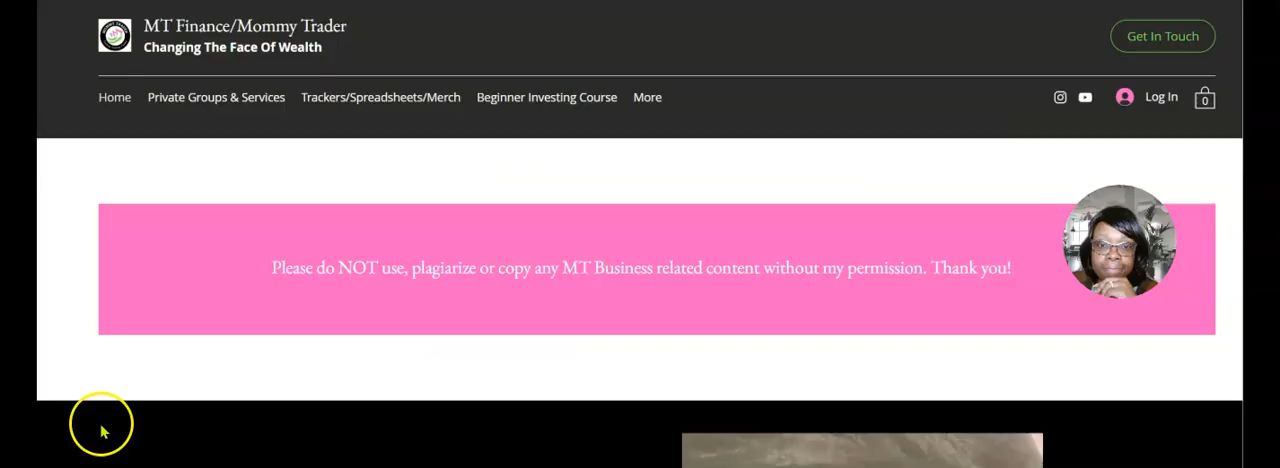 MT Finance/Mommy Trader
Changing The Face Of Wealth
Get In Touch
Home Private Groups & Services Trackers/Spreadsheets/Merch Beginner Investing Course More
Log In
0
Please do NOT use, plagiarize or copy any MT Business related content without my permission. Thank you!